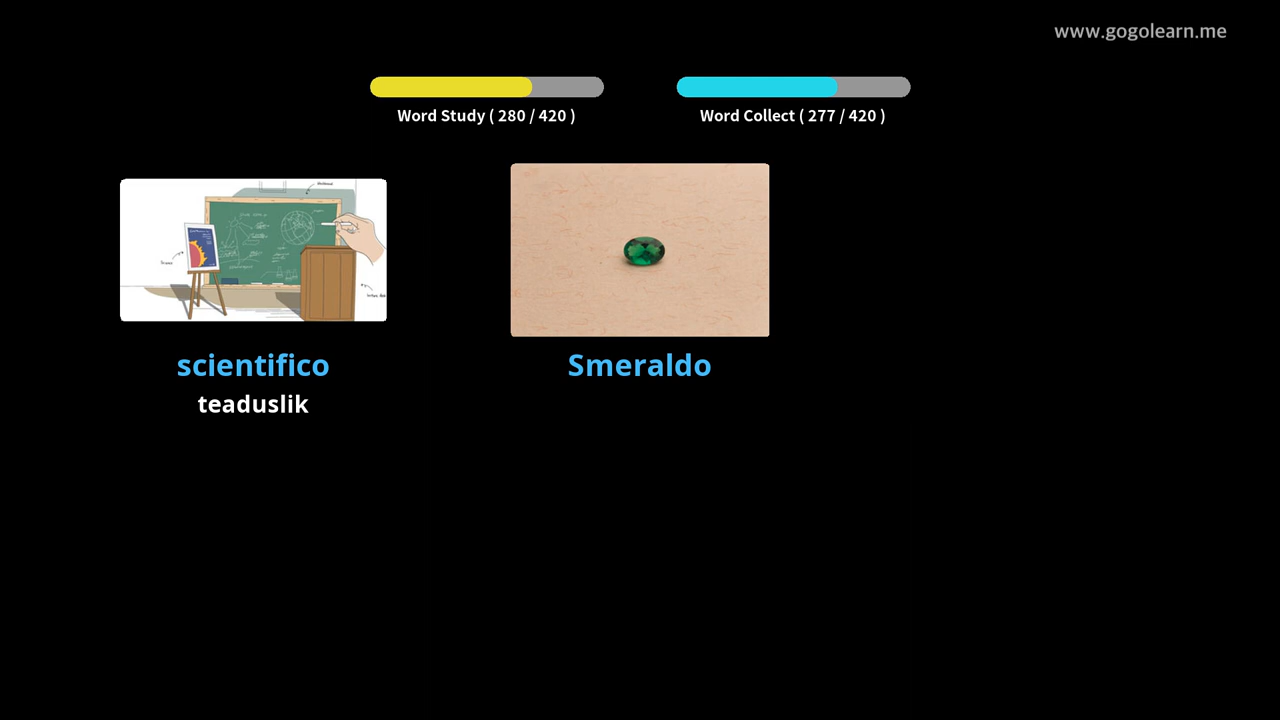 www.gogolearn.me
Word Study ( 280 / 420 )
Word Collect ( 277 / 420 )
scientifico
teaduslik
Smeraldo